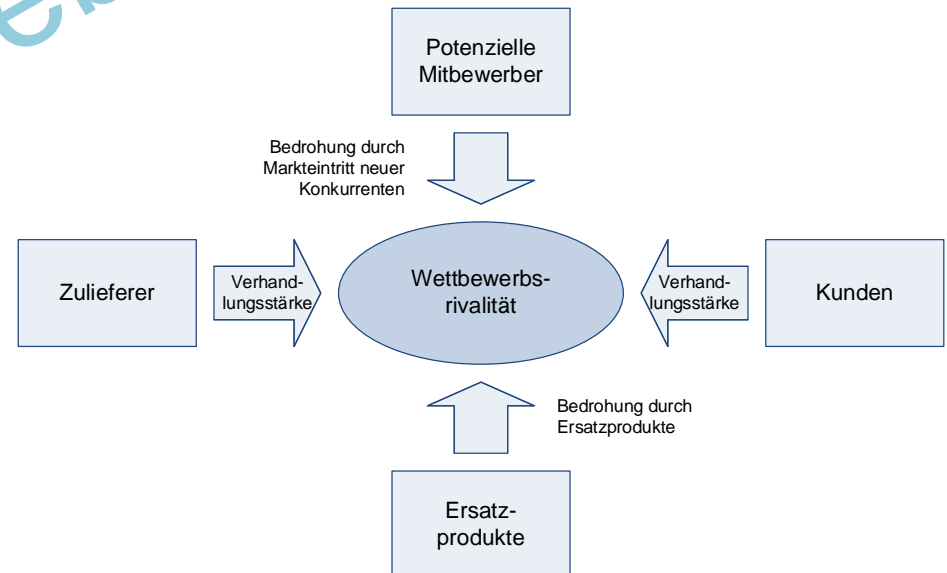 Potenzielle
Mitbewerber
Bedrohung durch
Markteintritt neuer
Konkurrenten
Zulieferer
Verhand-
lungsstärke
Wettbewerbs-
rivalität
Verhand-
lungsstärke
Kunden
Bedrohung durch
Ersatzprodukte
Ersatz-
produkte